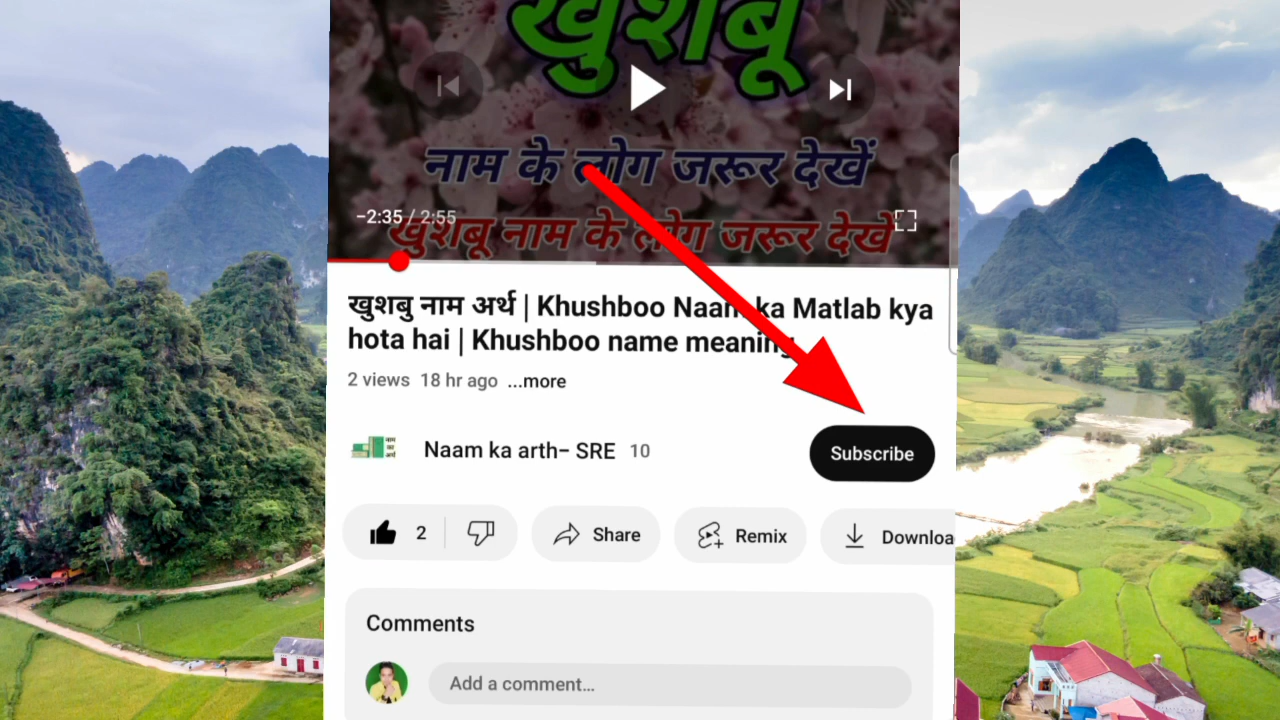 खुशबू
नाम के लोग जरूर देखें
-2:35 / 2:55
खुशबू नाम के लोग जरूर देखें
खुशबु नाम अर्थ | Khushboo Naam ka Matlab kya
hota hai | Khushboo name meaning
2 views 18 hr ago ...more
Naam ka arth– SRE 10
Subscribe
2 Share Remix Downloa
Comments
Add a comment...